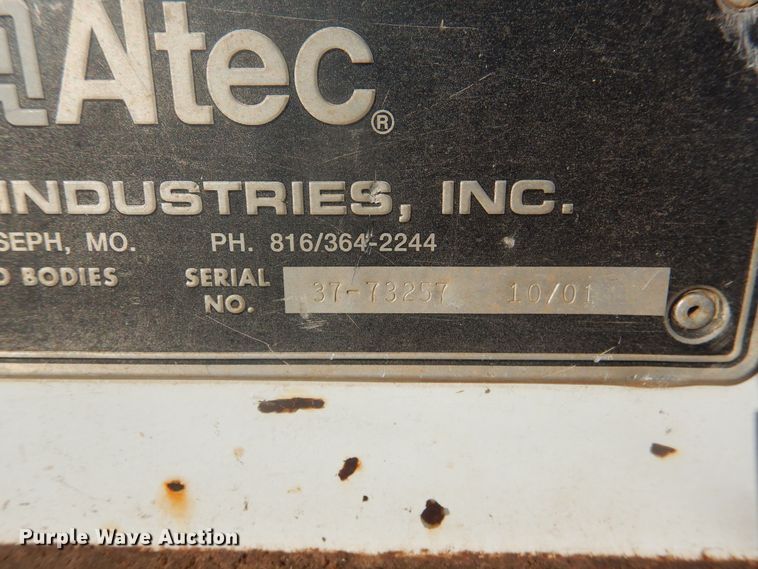 Altec®
INDUSTRIES, INC.
SEPH, MO. PH. 816/364-2244
D BODIES SERIAL NO. 37-73257 10/01
Purple Wave Auction